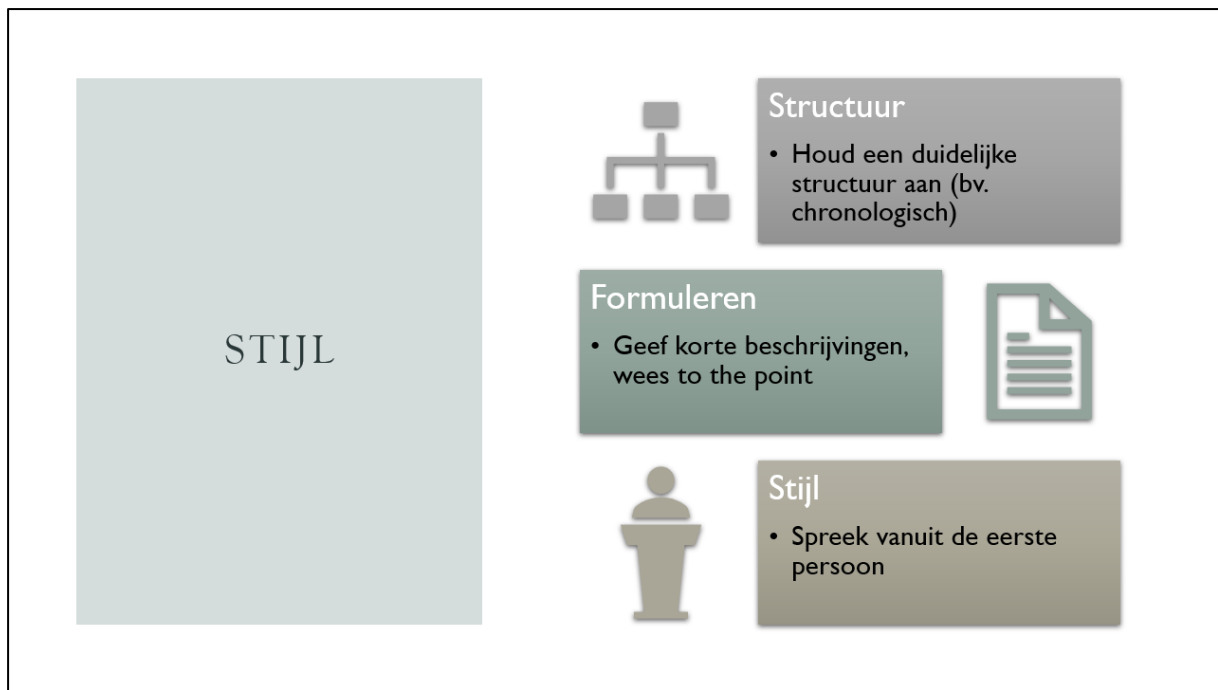 STIJL
Structuur
• Houd een duidelijke
structuur aan (bv.
chronologisch)
Formuleren
• Geef korte beschrijvingen,
wees to the point
Stijl
• Spreek vanuit de eerste
persoon